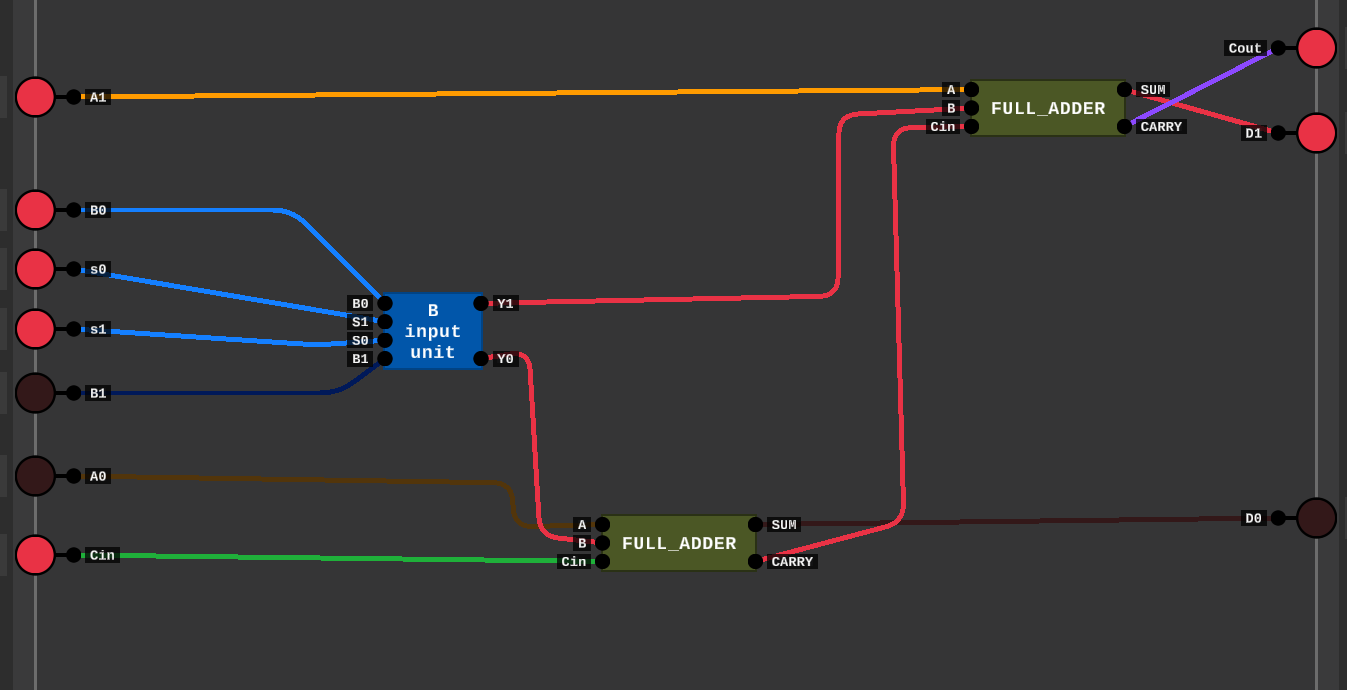 Cout
A1
A
SUM
B
FULL_ADDER
Cin
CARRY
D1
B0
s0
B0
B
Y1
S1
input
s1
S0
unit
B1
Y0
B1
A0
A
SUM
D0
B
FULL_ADDER
Cin
Cin
CARRY